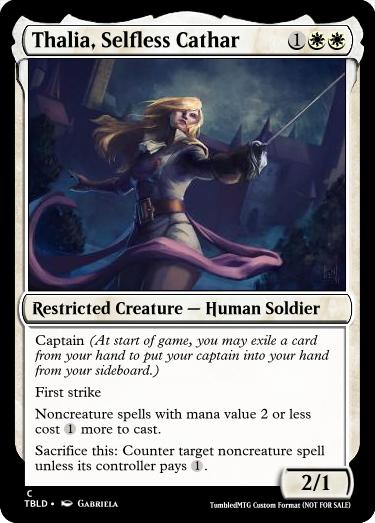 Thalia, Selfless Cathar 1
Restricted Creature — Human Soldier
Captain (At start of game, you may exile a card
from your hand to put your captain into your hand
from your sideboard.)
First strike
Noncreature spells with mana value 2 or less
cost 1 more to cast.
Sacrifice this: Counter target noncreature spell
unless its controller pays 1.
2/1
C
TBLD • GABRIELA
TumbledMTG Custom Format (NOT FOR SALE)